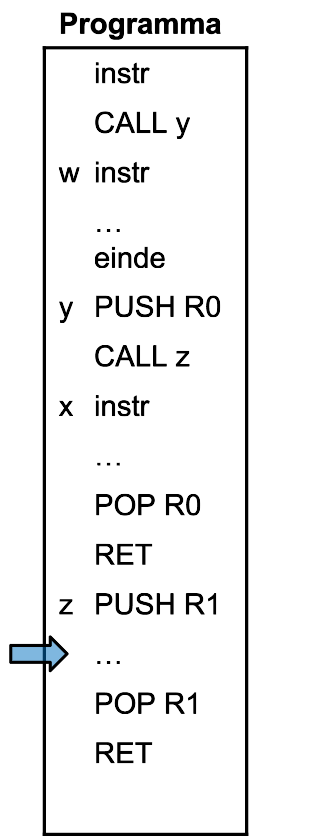 Programma
instr
CALL y
w instr
...
einde
y PUSH R0
CALL z
x instr
...
POP R0
RET
z PUSH R1
...
POP R1
RET